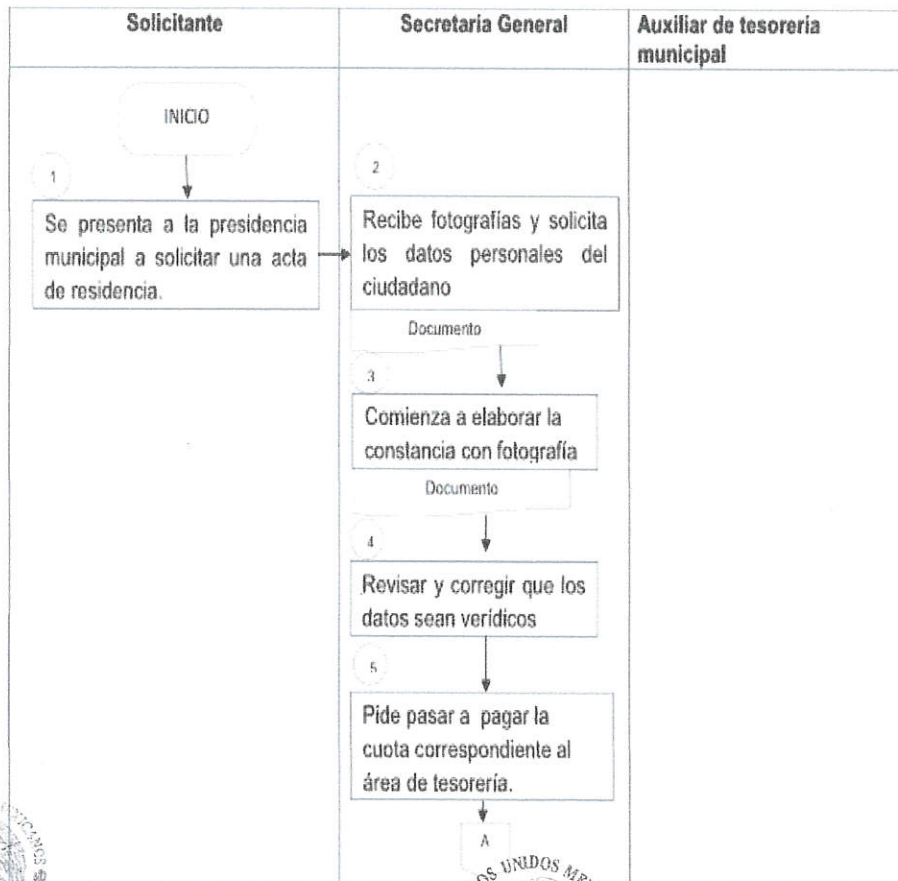 Solicitante
Secretaria General
Auxiliar de tesoreria
municipal
INICIO
1
Se presenta a la presidencia
municipal a solicitar una acta
de residencia.
2
Recibe fotografías y solicita
los datos personales del
ciudadano
Documento
3
Comienza a elaborar la
constancia con fotografía
Documento
4
Revisar y corregir que los
datos sean verídicos
5
Pide pasar a pagar la
cuota correspondiente al
área de tesorería.
A
UNIDOS